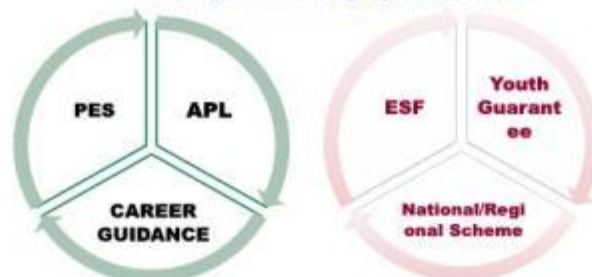 PES
APL
CAREER
GUIDANCE
ESF
Youth
Guarant
ee
National/Regi
onal Scheme